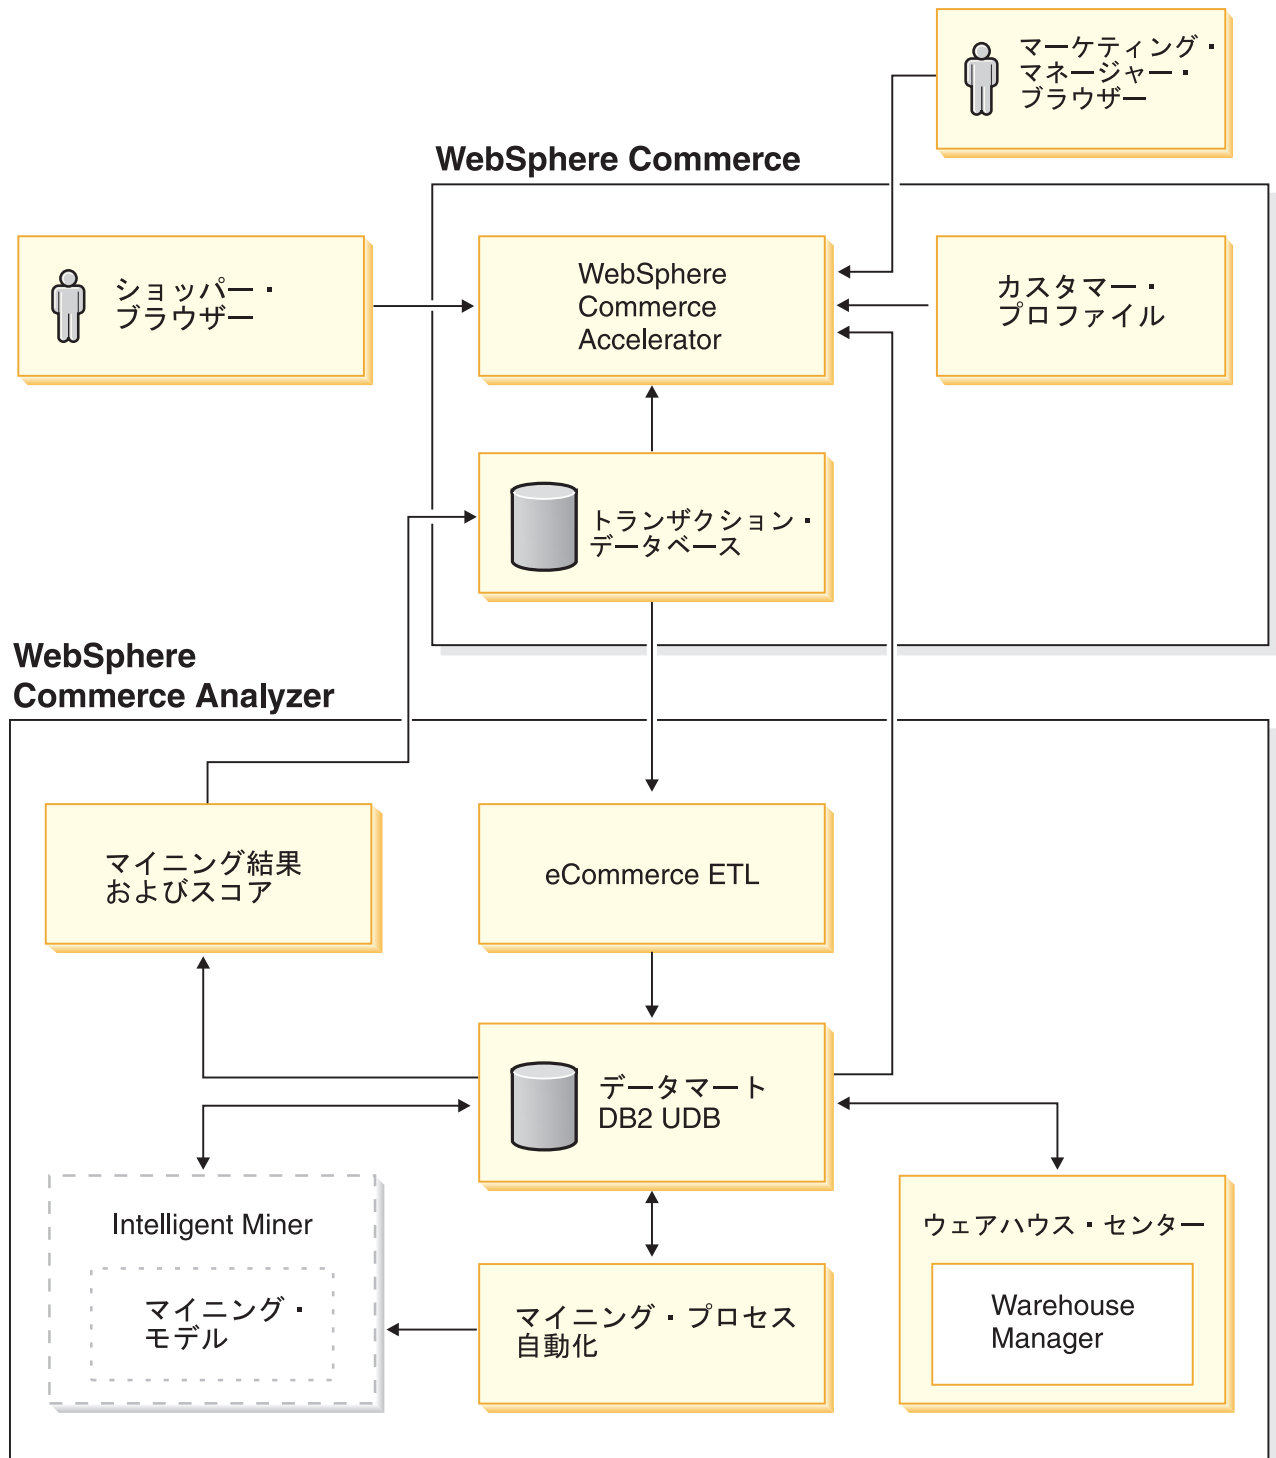 マーケティング・
マネージャー・
ブラウザー
WebSphere Commerce
ショッパー・
ブラウザー
WebSphere
Commerce
Accelerator
カスタマー・
プロファイル
トランザクション・
データベース
WebSphere
Commerce Analyzer
マイニング結果
およびスコア
eCommerce ETL
データマート
DB2 UDB
Intelligent Miner
マイニング・
モデル
マイニング・プロセス
自動化
ウェアハウス・センター
Warehouse
Manager